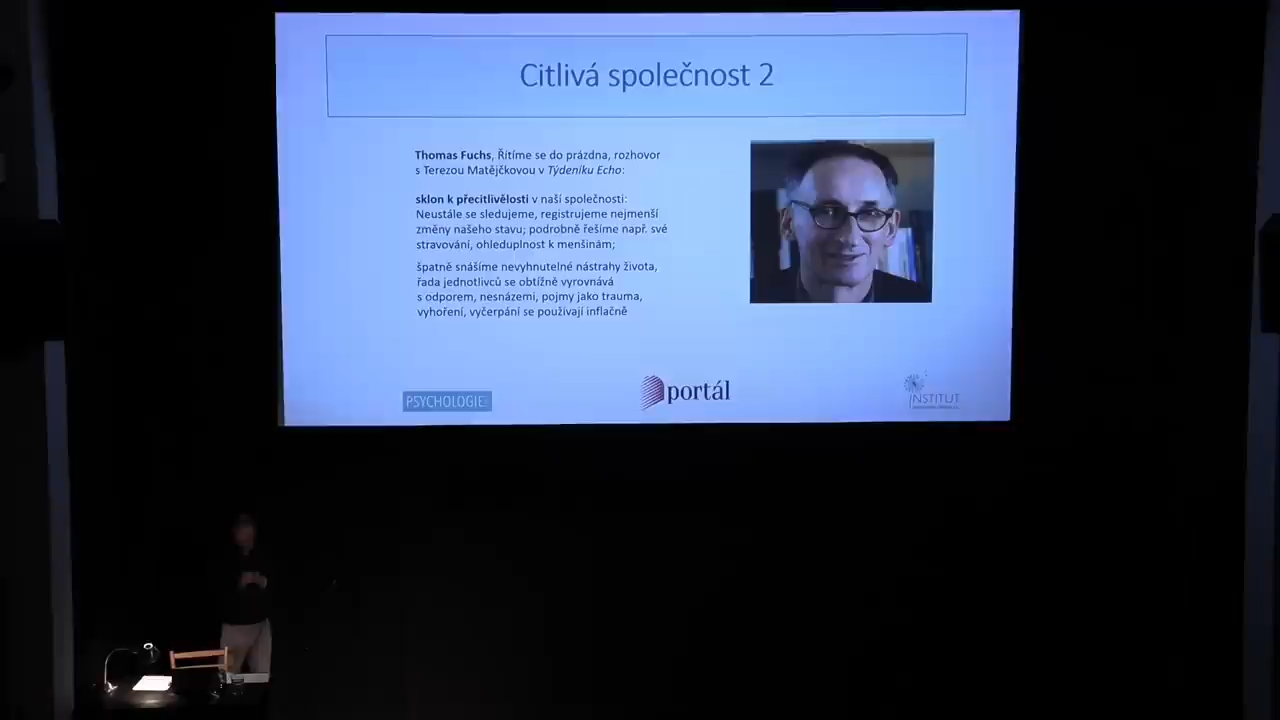 Citlivá společnost 2
Thomas Fuchs, Řítíme se do prázdna, rozhovor
s Terezou Matějčkovou v Týdeníku Echo:
sklon k přecitlivělosti v naší společnosti:
Neustále se sledujeme, registrujeme nejmenší
změny našeho stavu; podrobně řešíme např. své
stravování, ohleduplnost k menšinám;
špatně snášíme nevyhnutelné nástrahy života,
řada jednotlivců se obtížně vyrovnává
s odporem, nesnázemi, pojmy jako trauma,
vyhoření, vyčerpání se používají inflačně
PSYCHOLOGIE
portál
INSTITUT